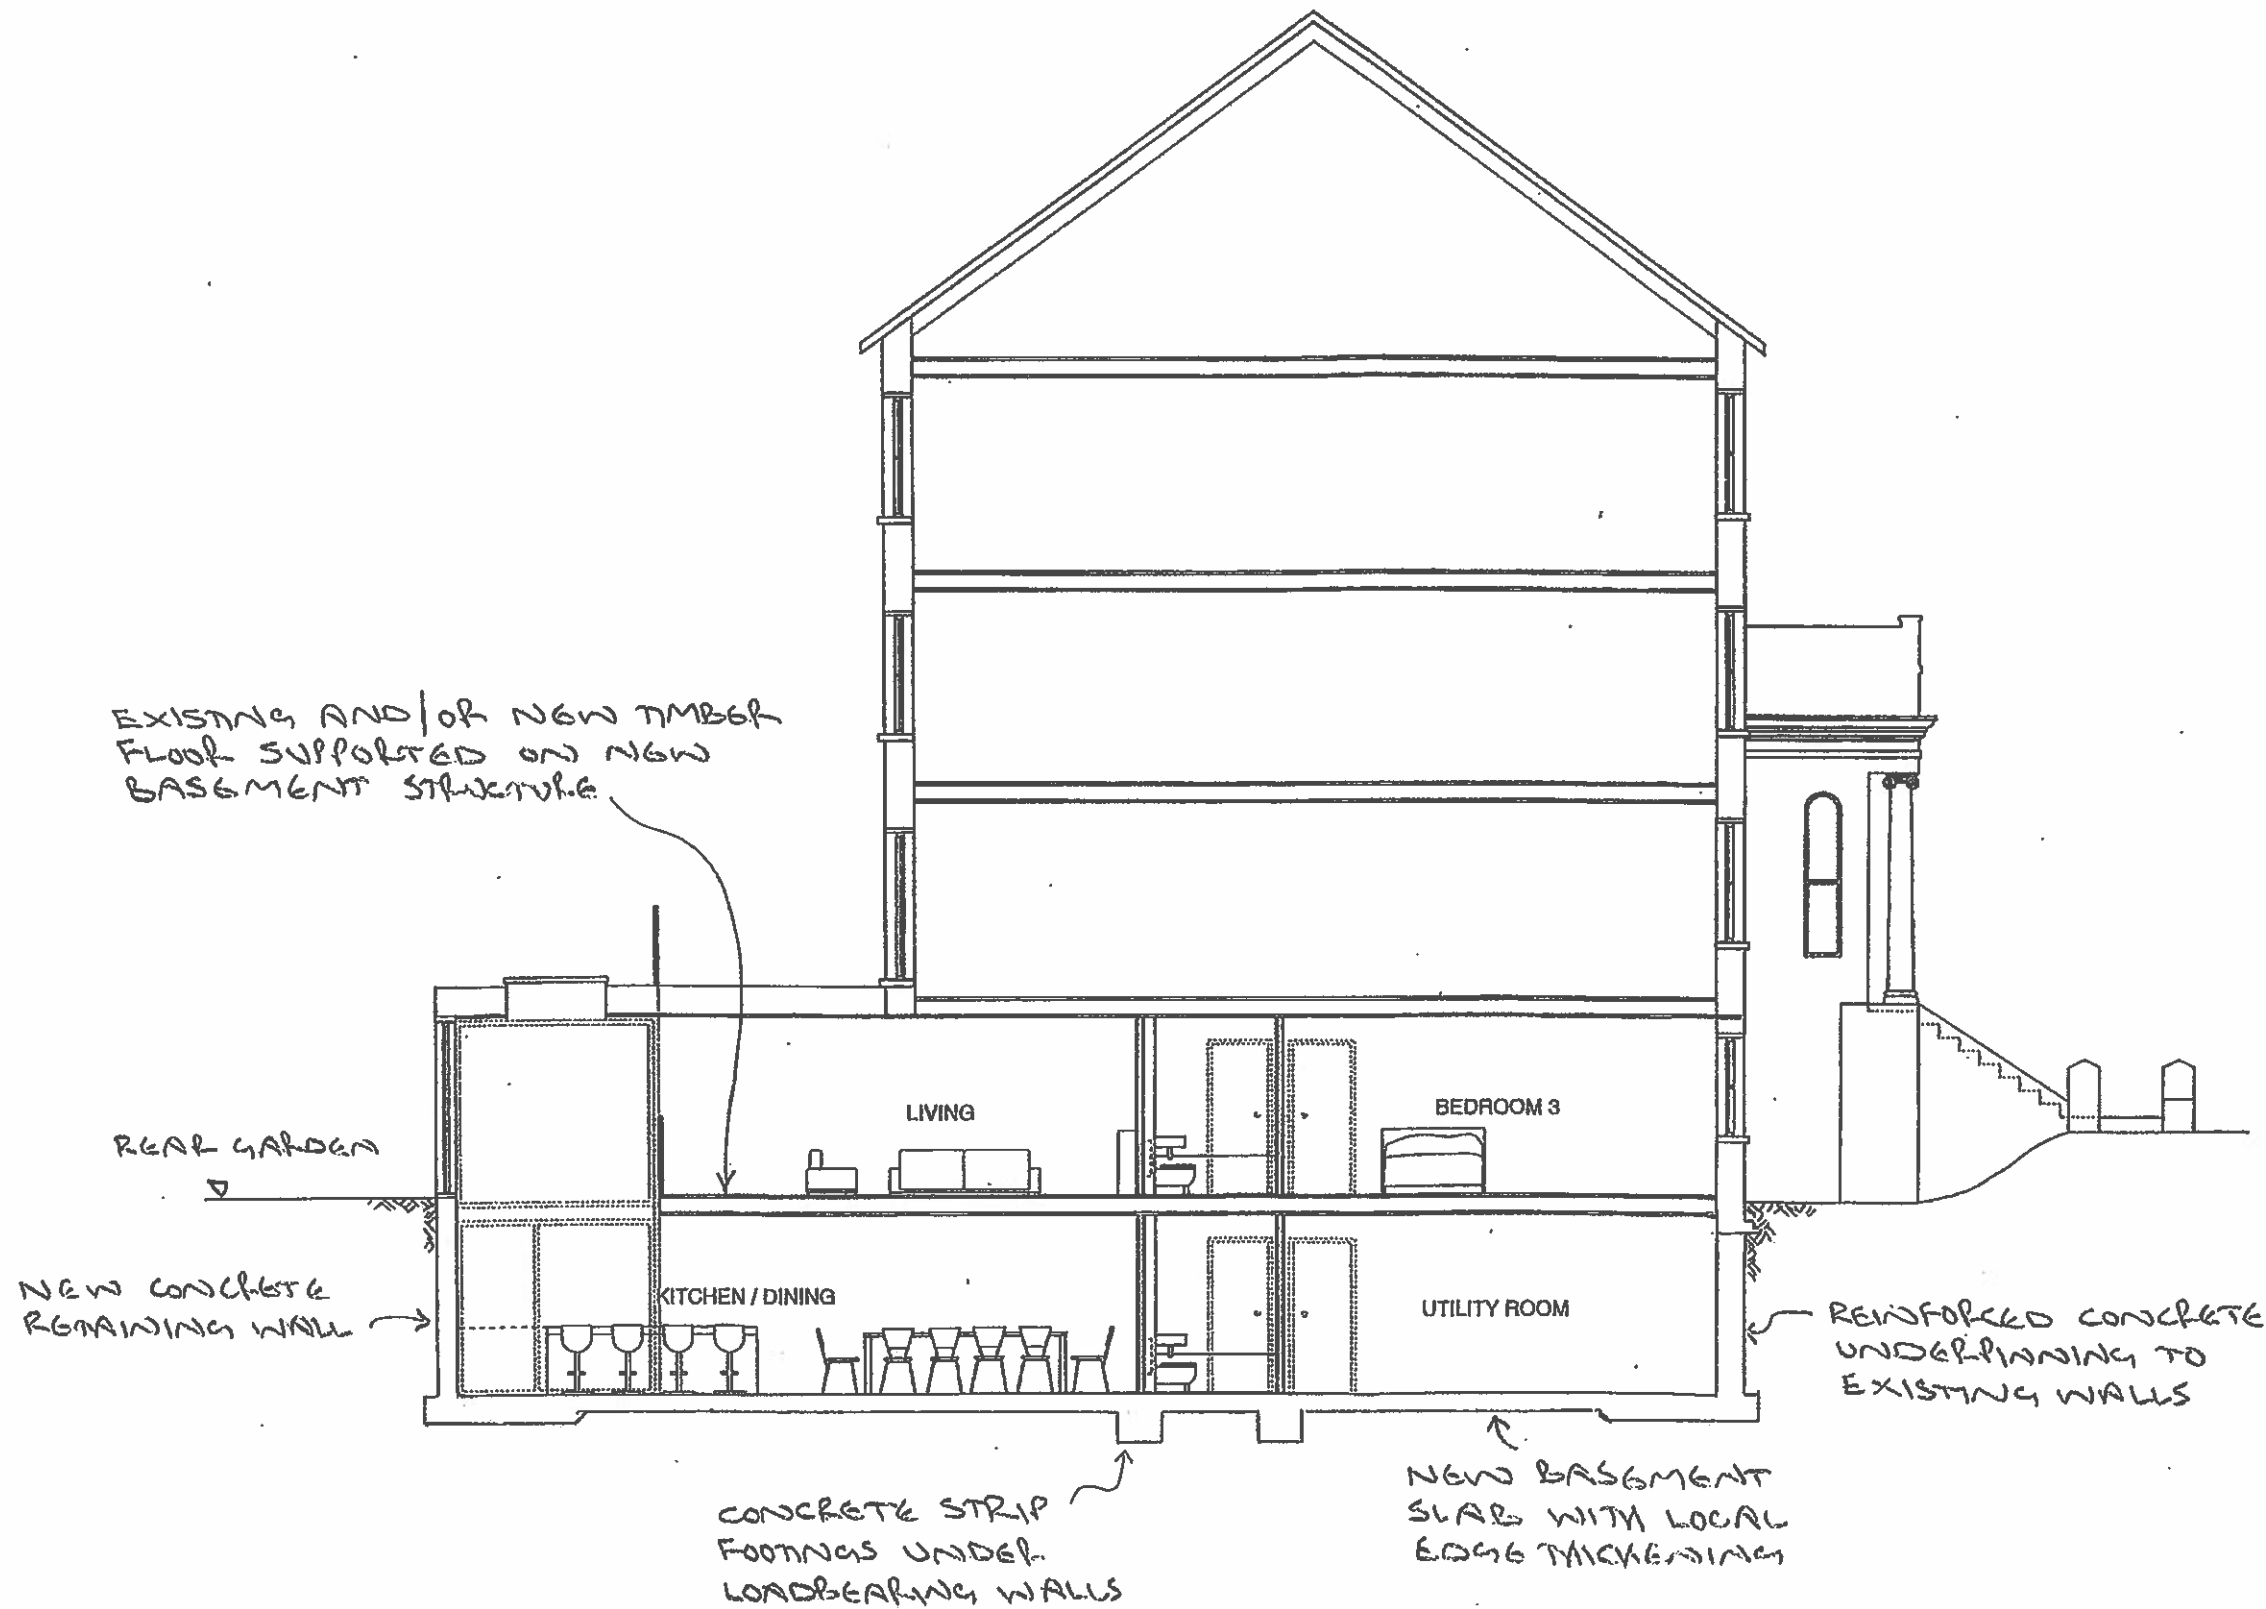 EXISTING AND/OR NEW TIMBER
FLOOR SUPPORTED ON NEW
BASEMENT STRUCTURE
LIVING
BEDROOM 3
REAR GARDEN
NEW CONCRETE
RETAINING WALL
KITCHEN / DINING
UTILITY ROOM
REINFORCED CONCRETE
UNDERPINNING TO
EXISTING WALLS
CONCRETE STRIP
FOOTINGS UNDER
LOADBEARING WALLS
NEW BASEMENT
SLAB WITH LOCAL
EDGE THICKENING